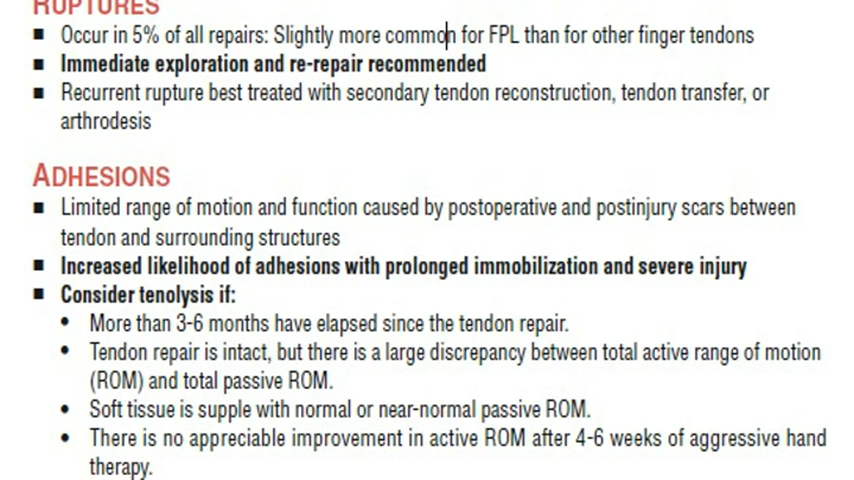 RUPTURES
■ Occur in 5% of all repairs: Slightly more common for FPL than for other finger tendons
■ Immediate exploration and re-repair recommended
■ Recurrent rupture best treated with secondary tendon reconstruction, tendon transfer, or
arthrodesis
ADHESIONS
■ Limited range of motion and function caused by postoperative and postinjury scars between
tendon and surrounding structures
■ Increased likelihood of adhesions with prolonged immobilization and severe injury
■ Consider tenolysis if:
• More than 3-6 months have elapsed since the tendon repair.
• Tendon repair is intact, but there is a large discrepancy between total active range of motion
(ROM) and total passive ROM.
• Soft tissue is supple with normal or near-normal passive ROM.
• There is no appreciable improvement in active ROM after 4-6 weeks of aggressive hand
therapy.